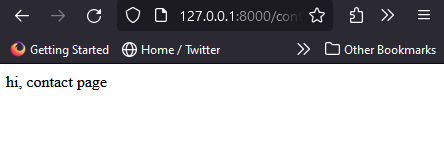 127.0.0.1:8000/cont
Getting Started Home / Twitter Other Bookmarks
hi, contact page